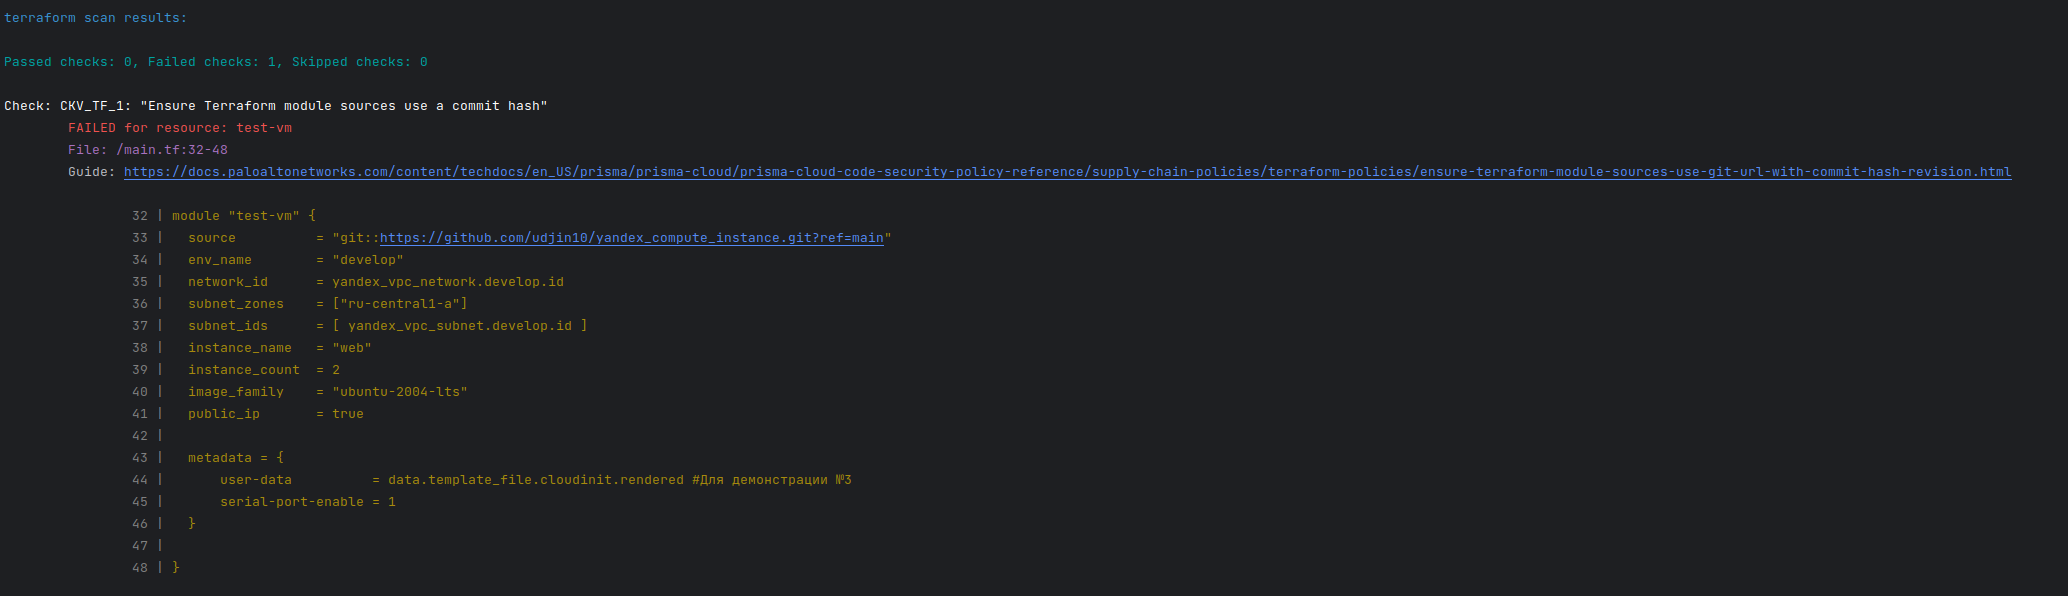 terraform scan results:
Passed checks: 0, Failed checks: 1, Skipped checks: 0
Check: CKV_TF_1: "Ensure Terraform module sources use a commit hash"
FAILED for resource: test-vm
File: /main.tf:32-48
Guide: https://docs.paloaltonetworks.com/content/techdocs/en_US/prisma/prisma-cloud/prisma-cloud-code-security-policy-reference/supply-chain-policies/terraform-policies/ensure-terraform-module-sources-use-git-url-with-commit-hash-revision.html
32 | module "test-vm" {
33 |   source          = "git::https://github.com/udjin10/yandex_compute_instance.git?ref=main"
34 |   env_name        = "develop"
35 |   network_id      = yandex_vpc_network.develop.id
36 |   subnet_zones    = ["ru-central1-a"]
37 |   subnet_ids      = [ yandex_vpc_subnet.develop.id ]
38 |   instance_name   = "web"
39 |   instance_count  = 2
40 |   image_family    = "ubuntu-2004-lts"
41 |   public_ip       = true
42 |
43 |   metadata = {
44 |       user-data          = data.template_file.cloudinit.rendered #Для демонстрации №3
45 |       serial-port-enable = 1
46 |   }
47 |
48 | }